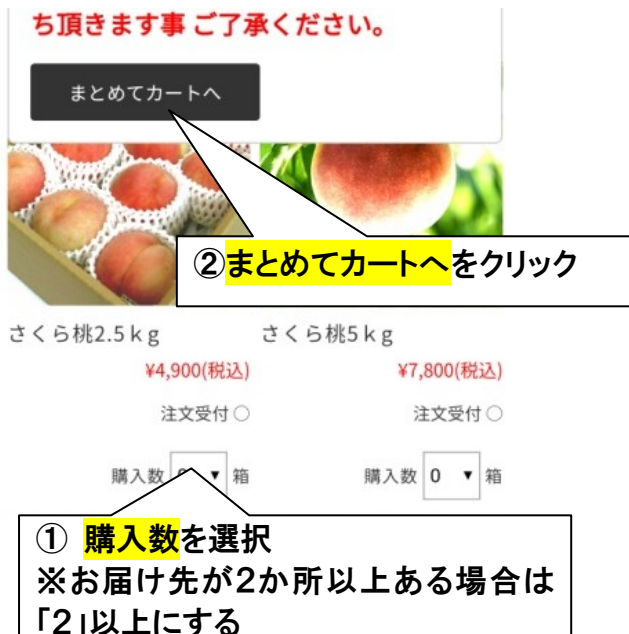 ち頂きます事 ご了承ください。
まとめてカートへ
②まとめてカートへをクリック
さくら桃2.5ｋｇ
さくら桃5ｋｇ
¥4,900(税込)
¥7,800(税込)
注文受付○
注文受付○
購入数 ▼ 箱
購入数 0 ▼ 箱
① 購入数を選択
※お届け先が2か所以上ある場合は
「2」以上にする